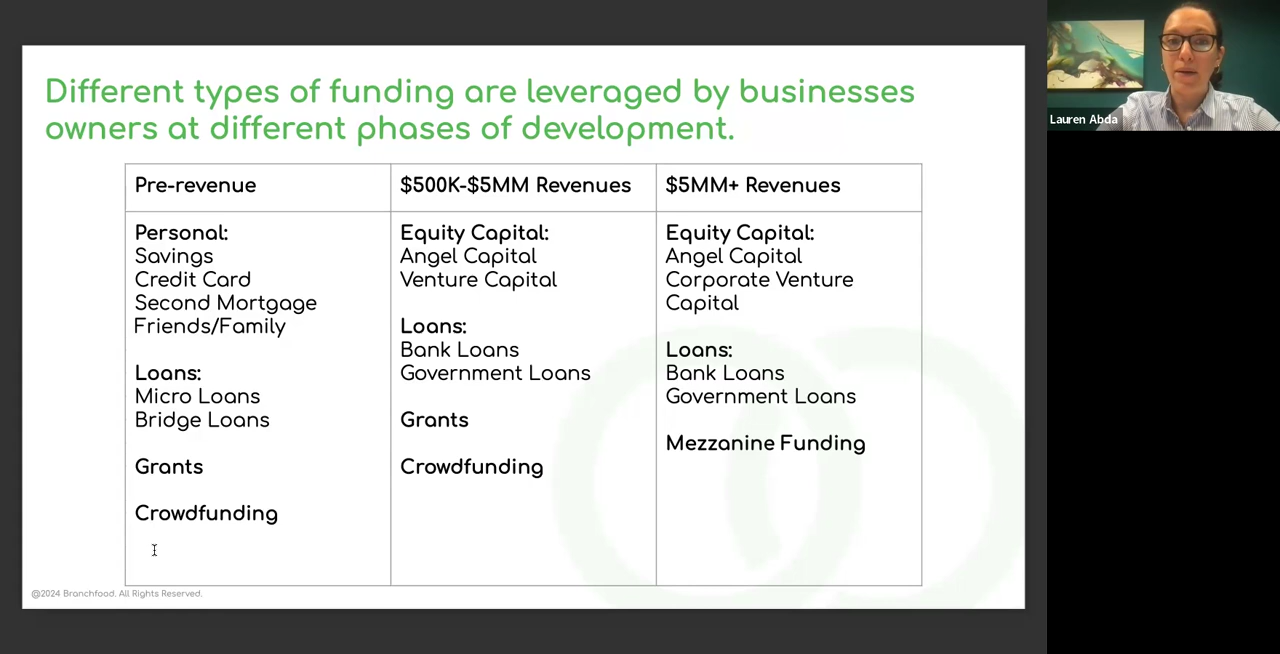 Different types of funding are leveraged by businesses
owners at different phases of development.
Pre-revenue
$500K-$5MM Revenues
$5MM+ Revenues
Personal:
Savings
Credit Card
Second Mortgage
Friends/Family
Loans:
Micro Loans
Bridge Loans
Grants
Crowdfunding
Equity Capital:
Angel Capital
Venture Capital
Loans:
Bank Loans
Government Loans
Grants
Crowdfunding
Equity Capital:
Angel Capital
Corporate Venture
Capital
Loans:
Bank Loans
Government Loans
Mezzanine Funding
@2024 Branchfood. All Rights Reserved.
Lauren Abda